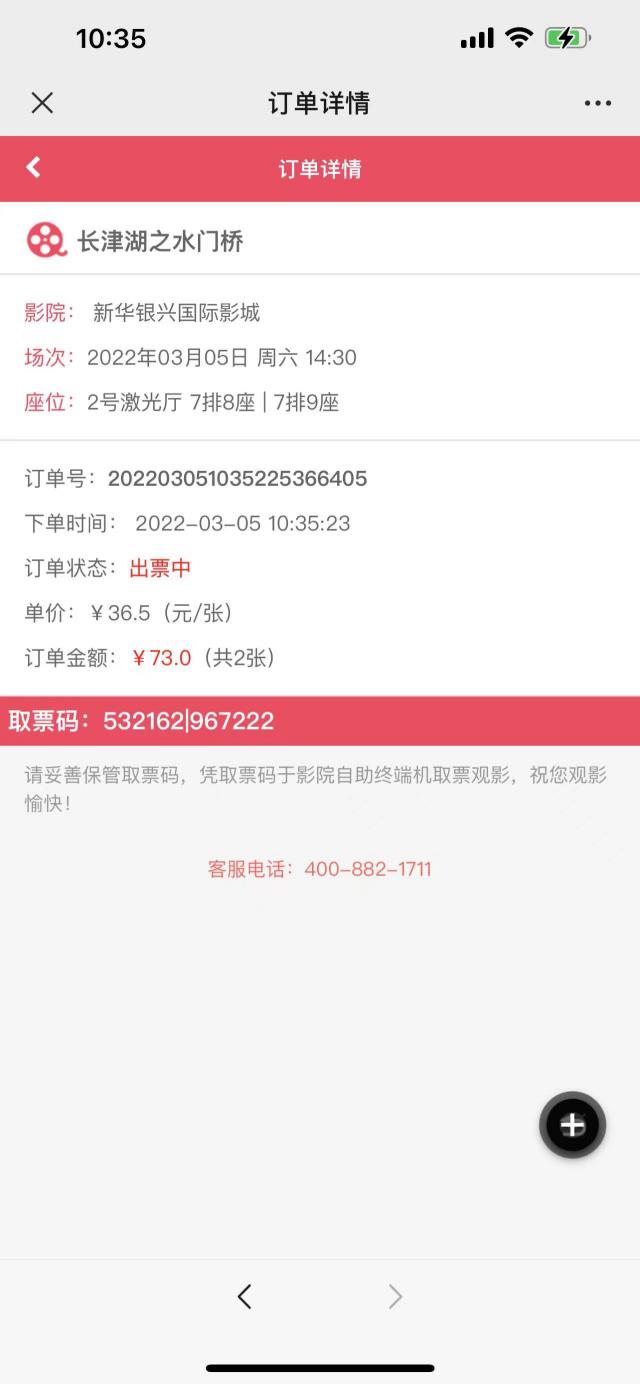 10:35
订单详情
订单详情
长津湖之水门桥
影院： 新华银兴国际影城
场次：2022年03月05日 周六 14:30
座位：2号激光厅 7排8座 | 7排9座
订单号：202203051035225366405
下单时间： 2022-03-05 10:35:23
订单状态：出票中
单价：￥36.5（元/张）
订单金额：￥73.0（共2张）
取票码：532162|967222
请妥善保管取票码，凭取票码于影院自助终端机取票观影，祝您观影
愉快！
客服电话：400-882-1711